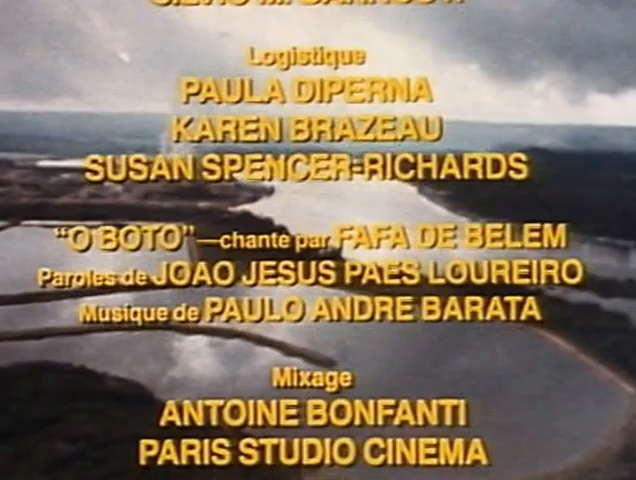 Logistique
PAULA DIPERNA
KAREN BRAZEAU
SUSAN SPENCER-RICHARDS
"O BOTO"—chante par FAFA DE BELEM
Paroles de JOAO JESUS PAES LOUREIRO
Musique de PAULO ANDRE BARATA
Mixage
ANTOINE BONFANTI
PARIS STUDIO CINEMA